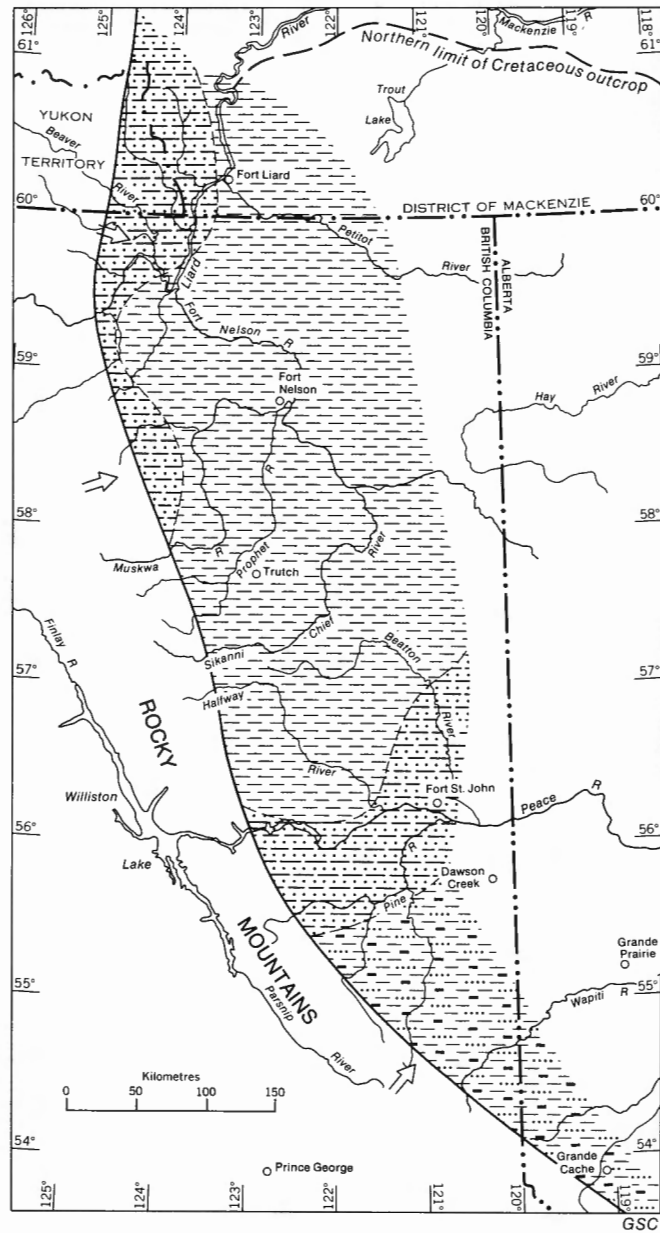 126°
125°
124°
123°
122°
121°
120°
119°
118°
61°
61°
River
Mackenzie R
Northern limit of Cretaceous outcrop
Trout
Lake
YUKON
TERRITORY
Beaver
River
Fort Liard
60°
60°
DISTRICT OF MACKENZIE
Petitot
River
BRITISH COLUMBIA
ALBERTA
Liard
Fort
Nelson R
59°
59°
Fort
Nelson
Hay
River
R
58°
58°
Prophet
Trutch
River
Muskwa
R
Sikanni
Chief
Beatton
River
Finlay R
57°
57°
Halfway
River
ROCKY
MOUNTAINS
Fort St. John
Peace R
Williston
Lake
56°
56°
R
Pine
Dawson
Creek
Grande
Prairie
55°
55°
Wapiti R
Parsnip
River
Kilometres
0 50 100 150
54°
54°
Grande
Cache
Prince George
125°
124°
123°
122°
121°
120°
119°
GSC